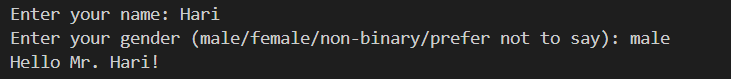 Enter your name: Hari
Enter your gender (male/female/non-binary/prefer not to say): male
Hello Mr. Hari!